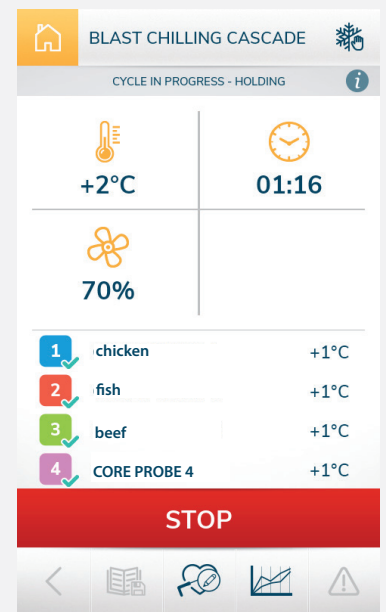 BLAST CHILLING CASCADE
CYCLE IN PROGRESS - HOLDING
i
+2°C
01:16
70%
1 chicken +1°C
2 fish +1°C
3 beef +1°C
4 CORE PROBE 4 +1°C
STOP